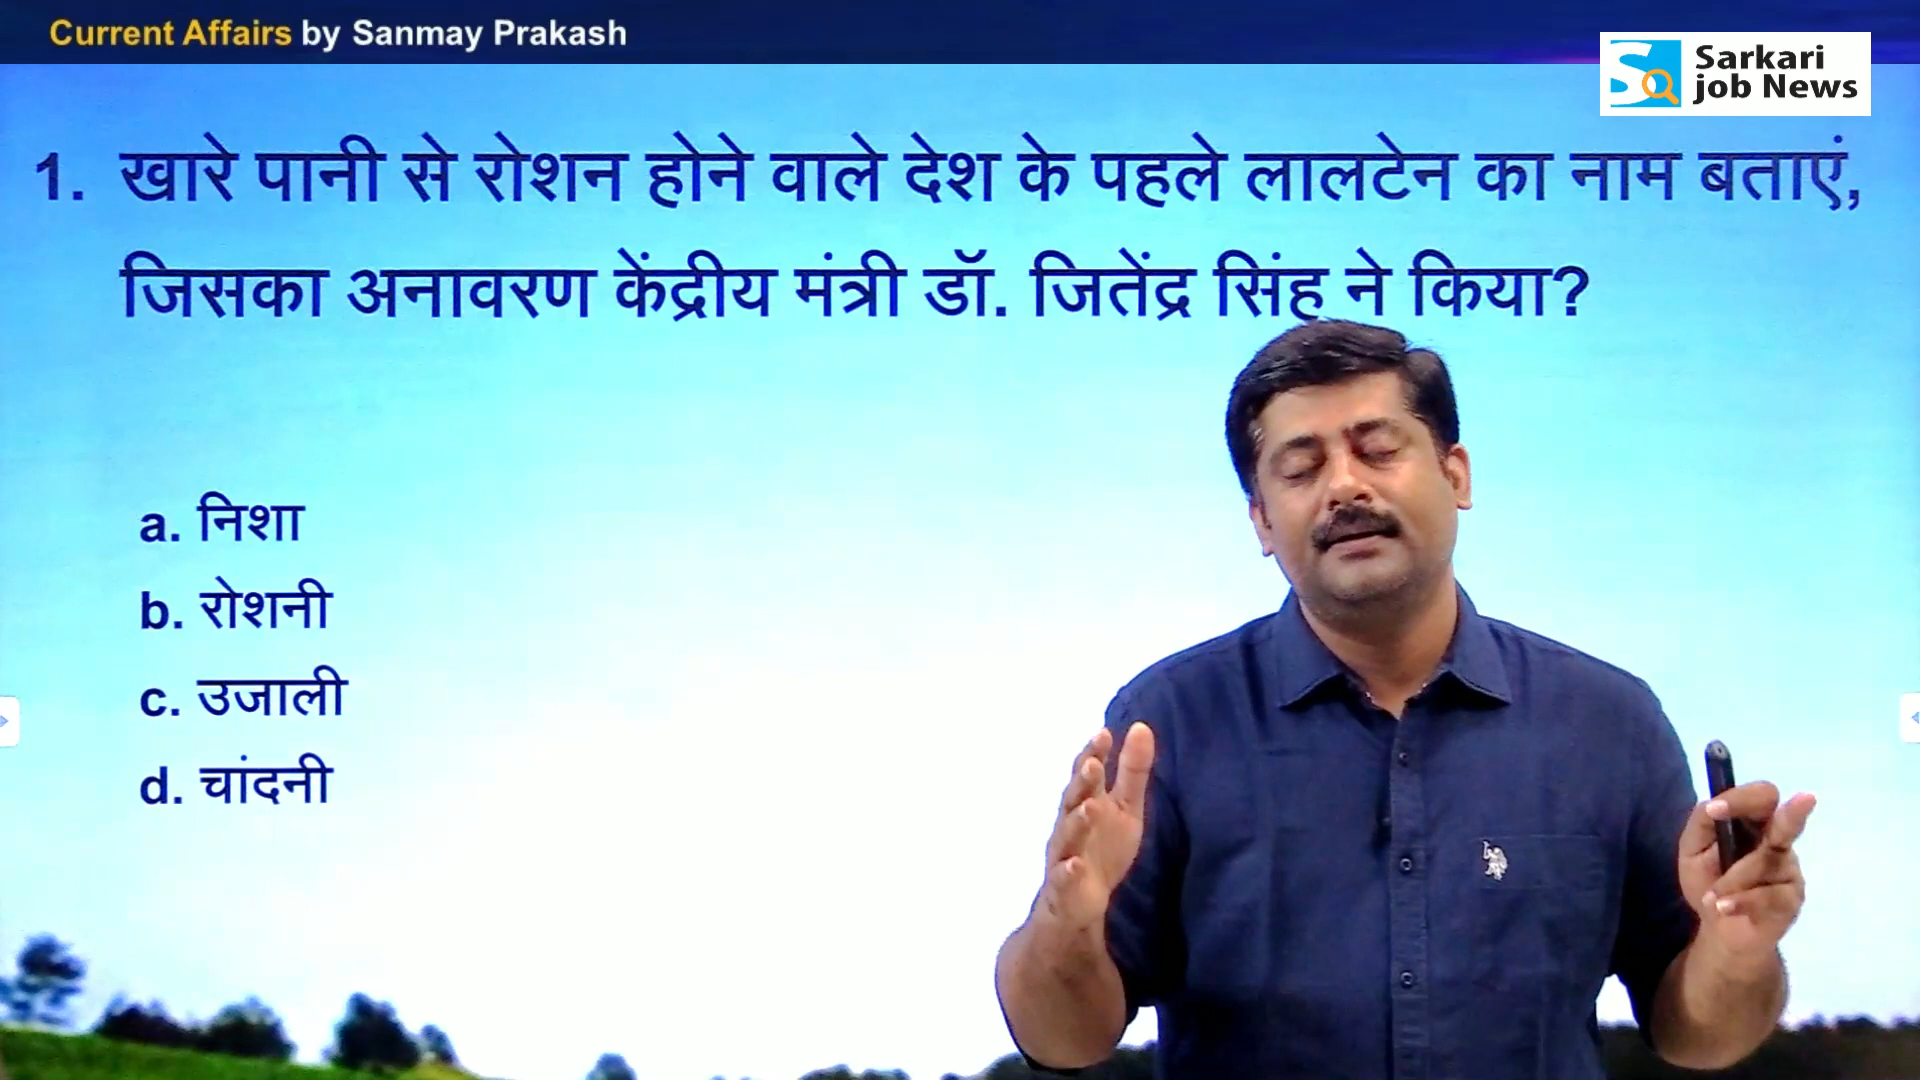 Current Affairs by Sanmay Prakash
Sarkari
Job News
1. खारे पानी से रोशन होने वाले देश के पहले लालटेन का नाम बताएं,
जिसका अनावरण केंद्रीय मंत्री डॉ. जितेंद्र सिंह ने किया?
a. निशा
b. रोशनी
c. उजाली
d. चांदनी